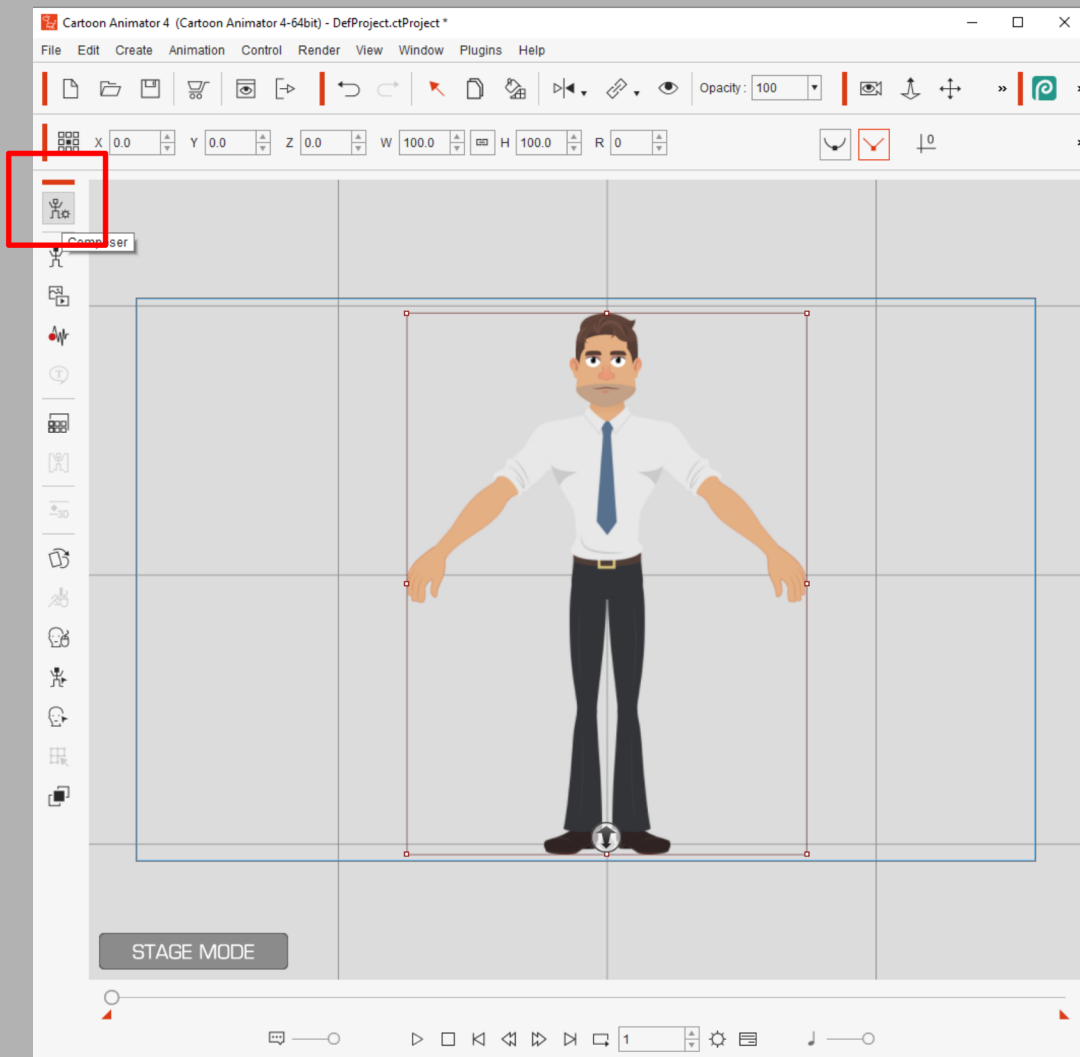 Cartoon Animator 4 (Cartoon Animator 4-64bit) - DefProject.ctProject *
File Edit Create Animation Control Render View Window Plugins Help
Opacity : 100
X 0.0 Y 0.0 Z 0.0 W 100.0 H 100.0 R 0
0
Composer
T
3D
STAGE MODE
1